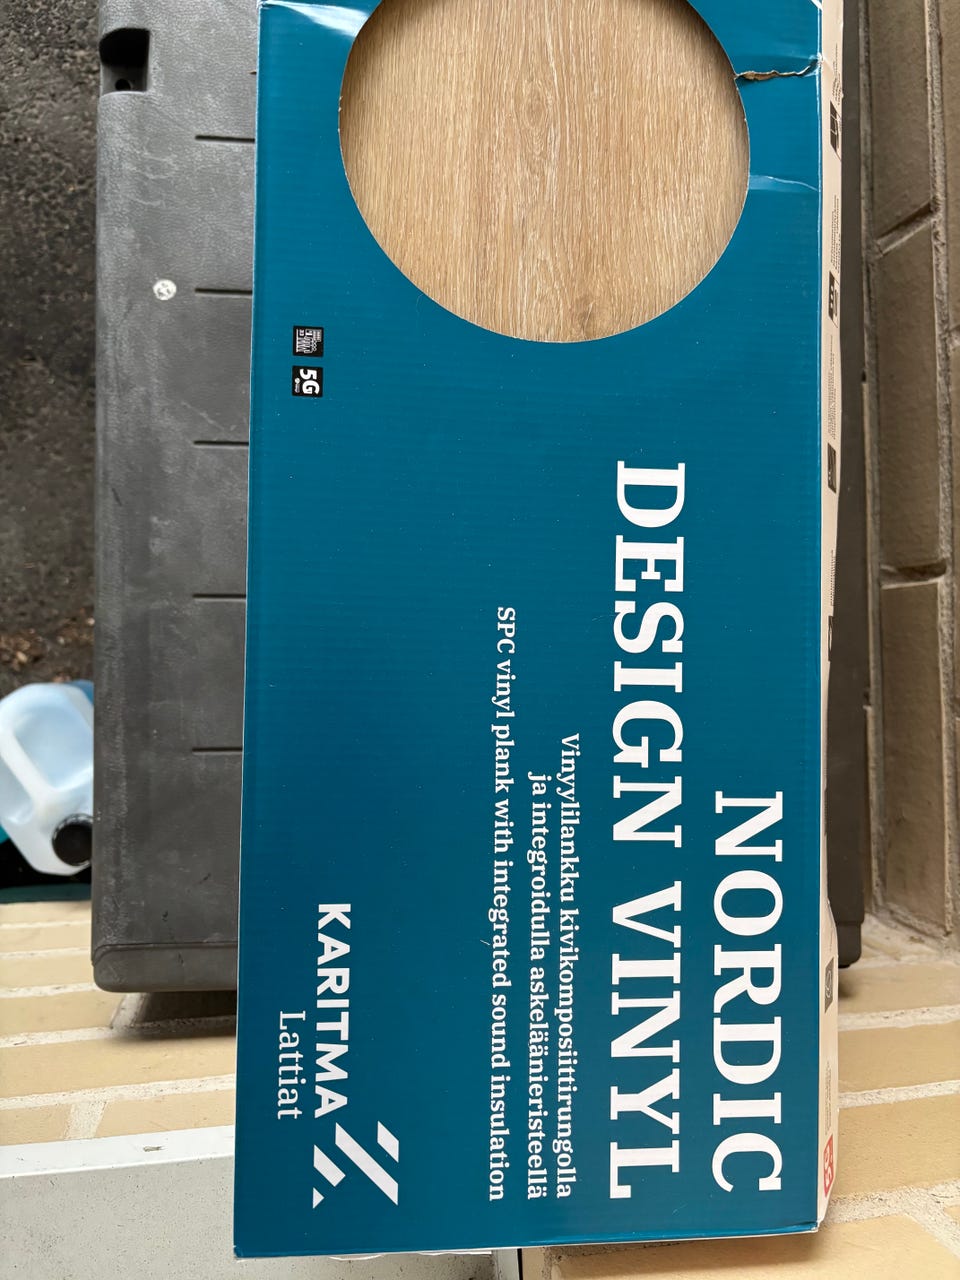 NORDIC
DESIGN VINYL
Vinyylilankku kivikomposiittirungolla
ja integroidulla askeläänieristeellä
SPC vinyl plank with integrated sound insulation
KARITMA
Lattiat
5G